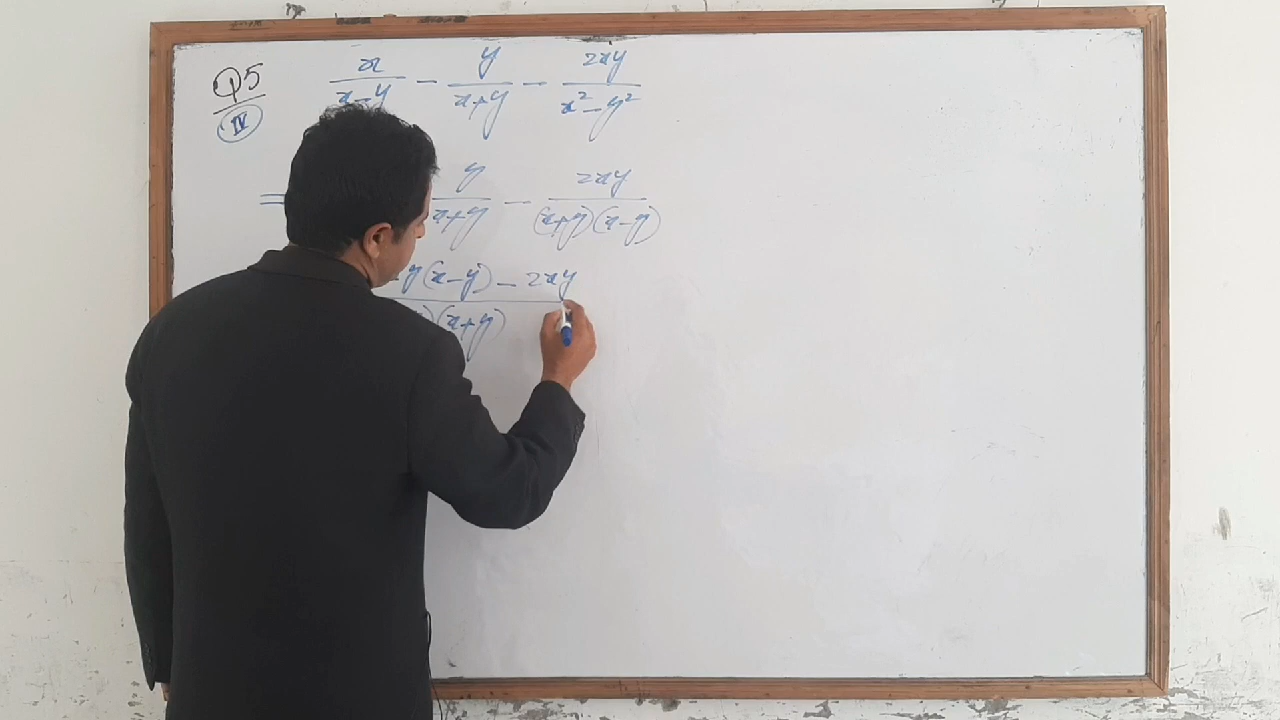 Q5 x/x-y - y/x+y - 2xy/x²-y²
IV
= y/x+y - 2xy/(x+y)(x-y)
- y(x-y) - 2xy/)(x+y)